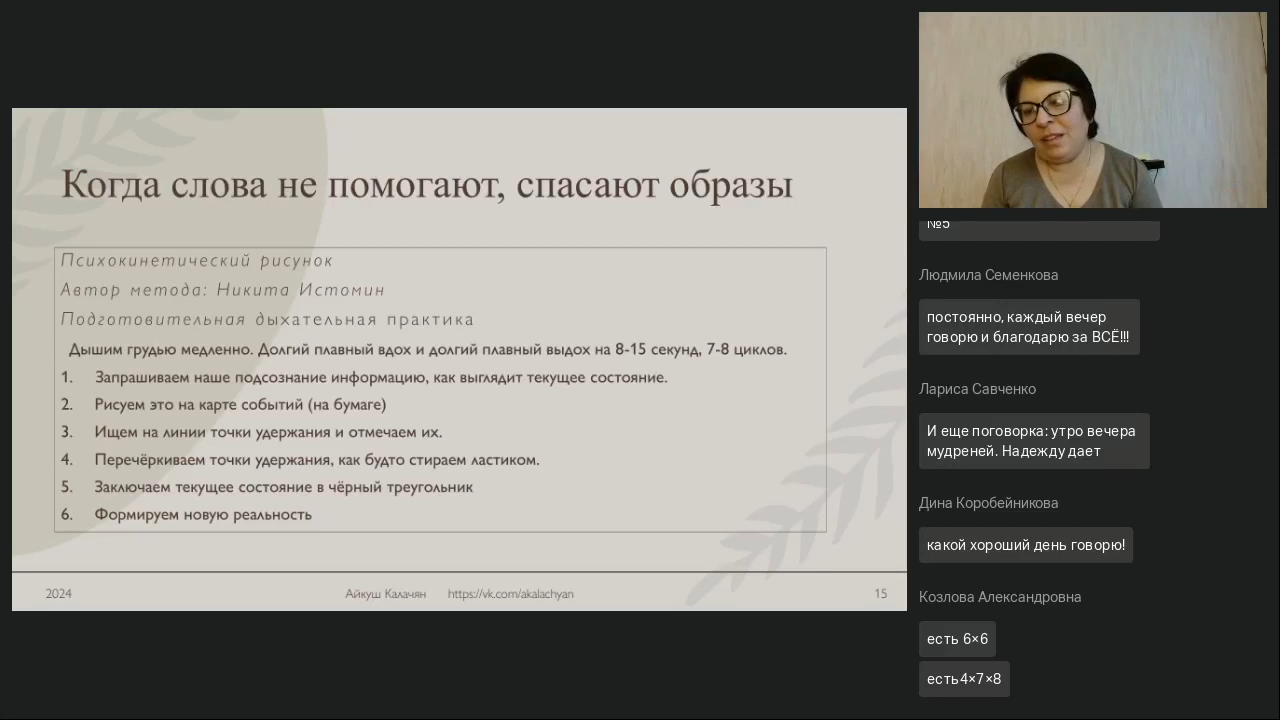 Когда слова не помогают, спасают образы
Психокинетический рисунок
Автор метода: Никита Истомин
Подготовительная дыхательная практика
Дышим грудью медленно. Долгий плавный вдох и долгий плавный выдох на 8-15 секунд, 7-8 циклов.
1. Запрашиваем наше подсознание информацию, как выглядит текущее состояние.
2. Рисуем это на карте событий (на бумаге)
3. Ищем на линии точки удержания и отмечаем их.
4. Перечёркиваем точки удержания, как будто стираем ластиком.
5. Заключаем текущее состояние в чёрный треугольник
6. Формируем новую реальность
2024 Айкуш Калачян https://vk.com/akalachyan 15
№5
Людмила Семенкова
постоянно, каждый вечер
говорю и благодарю за ВСЁ!!!
Лариса Савченко
И еще поговорка: утро вечера
мудреней. Надежду дает
Дина Коробейникова
какой хороший день говорю!
Козлова Александровна
есть 6×6
есть4×7×8